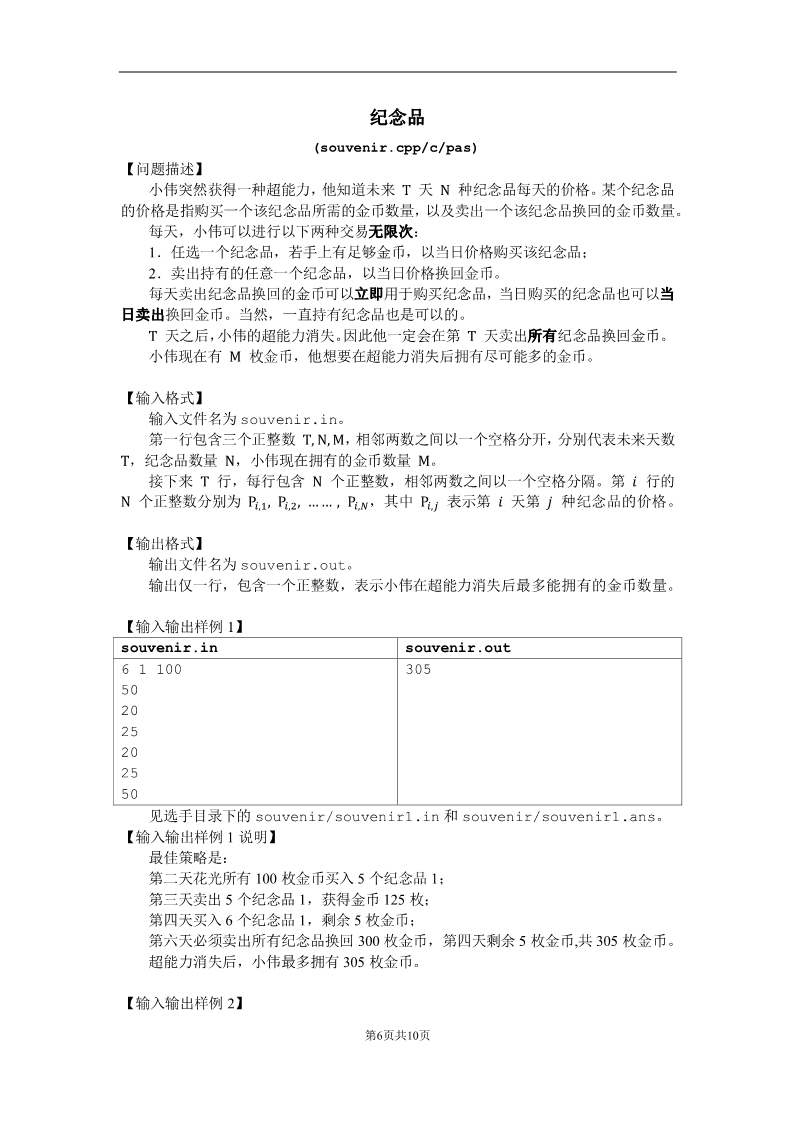 纪念品
(souvenir.cpp/c/pas)
【问题描述】
小伟突然获得一种超能力，他知道未来 T 天 N 种纪念品每天的价格。某个纪念品
的价格是指购买一个该纪念品所需的金币数量，以及卖出一个该纪念品换回的金币数量。
每天，小伟可以进行以下两种交易无限次：
1．任选一个纪念品，若手上有足够金币，以当日价格购买该纪念品；
2．卖出持有的任意一个纪念品，以当日价格换回金币。
每天卖出纪念品换回的金币可以立即用于购买纪念品，当日购买的纪念品也可以当
日卖出换回金币。当然，一直持有纪念品也是可以的。
T 天之后，小伟的超能力消失。因此他一定会在第 T 天卖出所有纪念品换回金币。
小伟现在有 M 枚金币，他想要在超能力消失后拥有尽可能多的金币。
【输入格式】
输入文件名为 souvenir.in。
第一行包含三个正整数 T, N, M，相邻两数之间以一个空格分开，分别代表未来天数
T，纪念品数量 N，小伟现在拥有的金币数量 M。
接下来 T 行，每行包含 N 个正整数，相邻两数之间以一个空格分隔。第 i 行的
N 个正整数分别为 P_{i,1}, P_{i,2}, ……, P_{i,N}，其中 P_{i,j} 表示第 i 天第 j 种纪念品的价格。
【输出格式】
输出文件名为 souvenir.out。
输出仅一行，包含一个正整数，表示小伟在超能力消失后最多能拥有的金币数量。
【输入输出样例 1】
souvenir.in souvenir.out
6 1 100 305
50
20
25
20
25
50
见选手目录下的 souvenir/souvenir1.in 和 souvenir/souvenir1.ans。
【输入输出样例 1 说明】
最佳策略是：
第二天花光所有 100 枚金币买入 5 个纪念品 1；
第三天卖出 5 个纪念品 1，获得金币 125 枚；
第四天买入 6 个纪念品 1，剩余 5 枚金币；
第六天必须卖出所有纪念品换回 300 枚金币，第四天剩余 5 枚金币,共 305 枚金币。
超能力消失后，小伟最多拥有 305 枚金币。
【输入输出样例 2】
第6页共10页